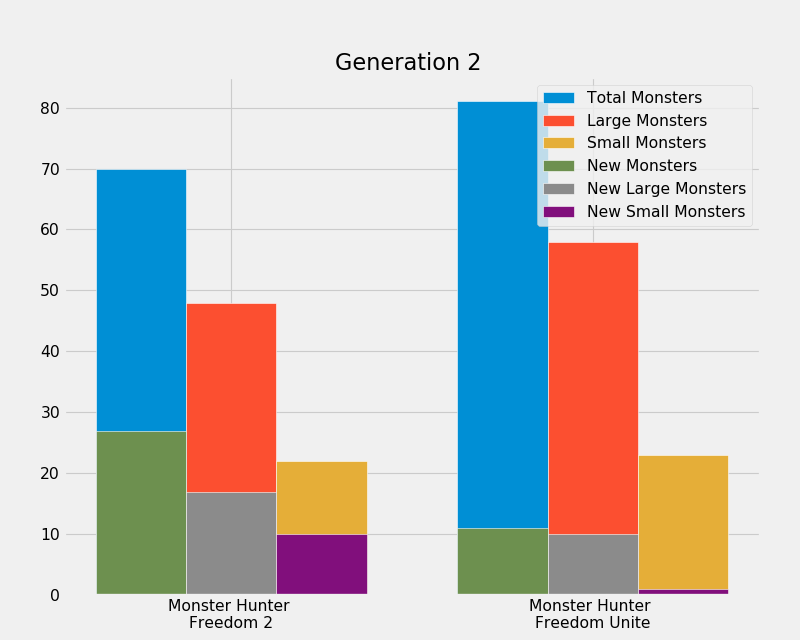 Generation 2
Total Monsters
Large Monsters
Small Monsters
New Monsters
New Large Monsters
New Small Monsters
80
70
60
50
40
30
20
10
0
Monster Hunter
Freedom 2
Monster Hunter
Freedom Unite